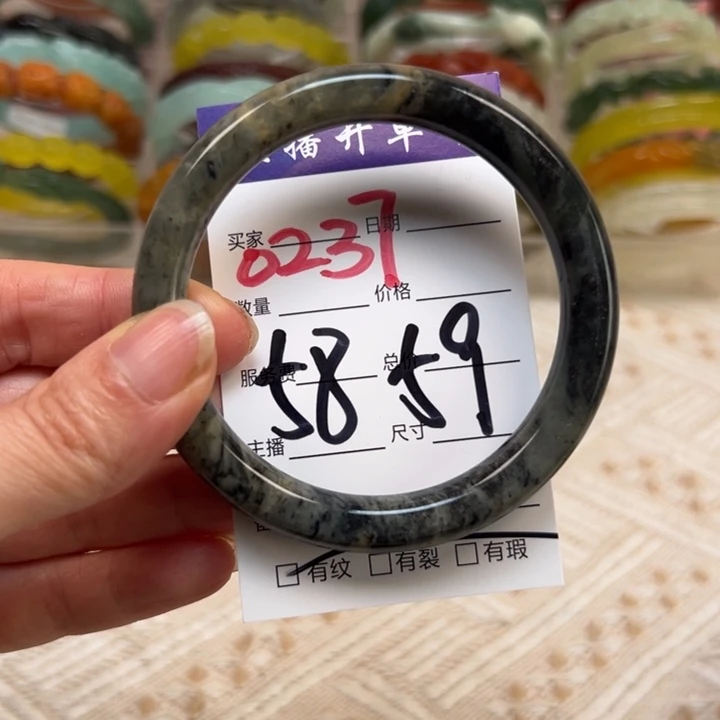 播开单
买家 日期
0237
数量 价格
58 59
服务费 总价
主播 尺寸
有纹 有裂 有瑕